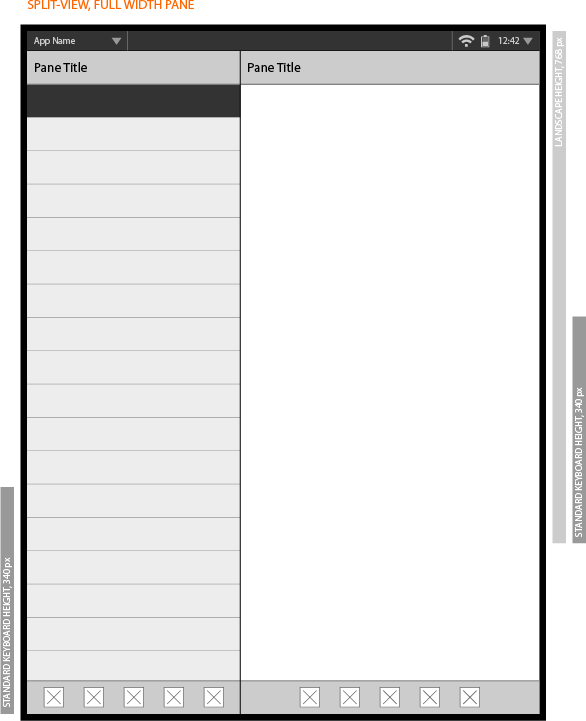 SPLIT-VIEW, FULL WIDTH PANE
App Name
12:42
Pane Title
Pane Title
LANDSCAPE HEIGHT, 768 px
STANDARD KEYBOARD HEIGHT, 340 px
STANDARD KEYBOARD HEIGHT, 340 px